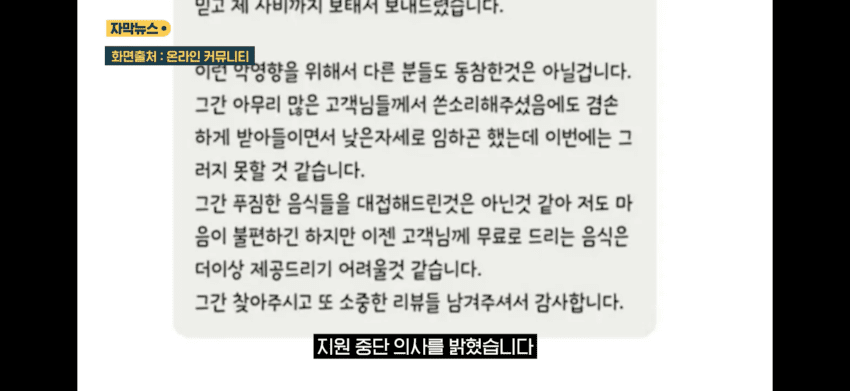 믿고 제 사비까지 보태서 보내드렸습니다.
자막뉴스
화면출처 : 온라인 커뮤니티
이런 악영향을 위해서 다른 분들도 동참한것은 아닐겁니다.
그간 아무리 많은 고객님들께서 쓴소리해주셨음에도 겸손
하게 받아들이면서 낮은자세로 임하곤 했는데 이번에는 그
러지 못할 것 같습니다.
그간 푸짐한 음식들을 대접해드린것은 아닌것 같아 저도 마
음이 불편하긴 하지만 이젠 고객님께 무료로 드리는 음식은
더이상 제공드리기 어려울것 같습니다.
그간 찾아주시고 또 소중한 리뷰들 남겨주셔서 감사합니다.
지원 중단 의사를 밝혔습니다